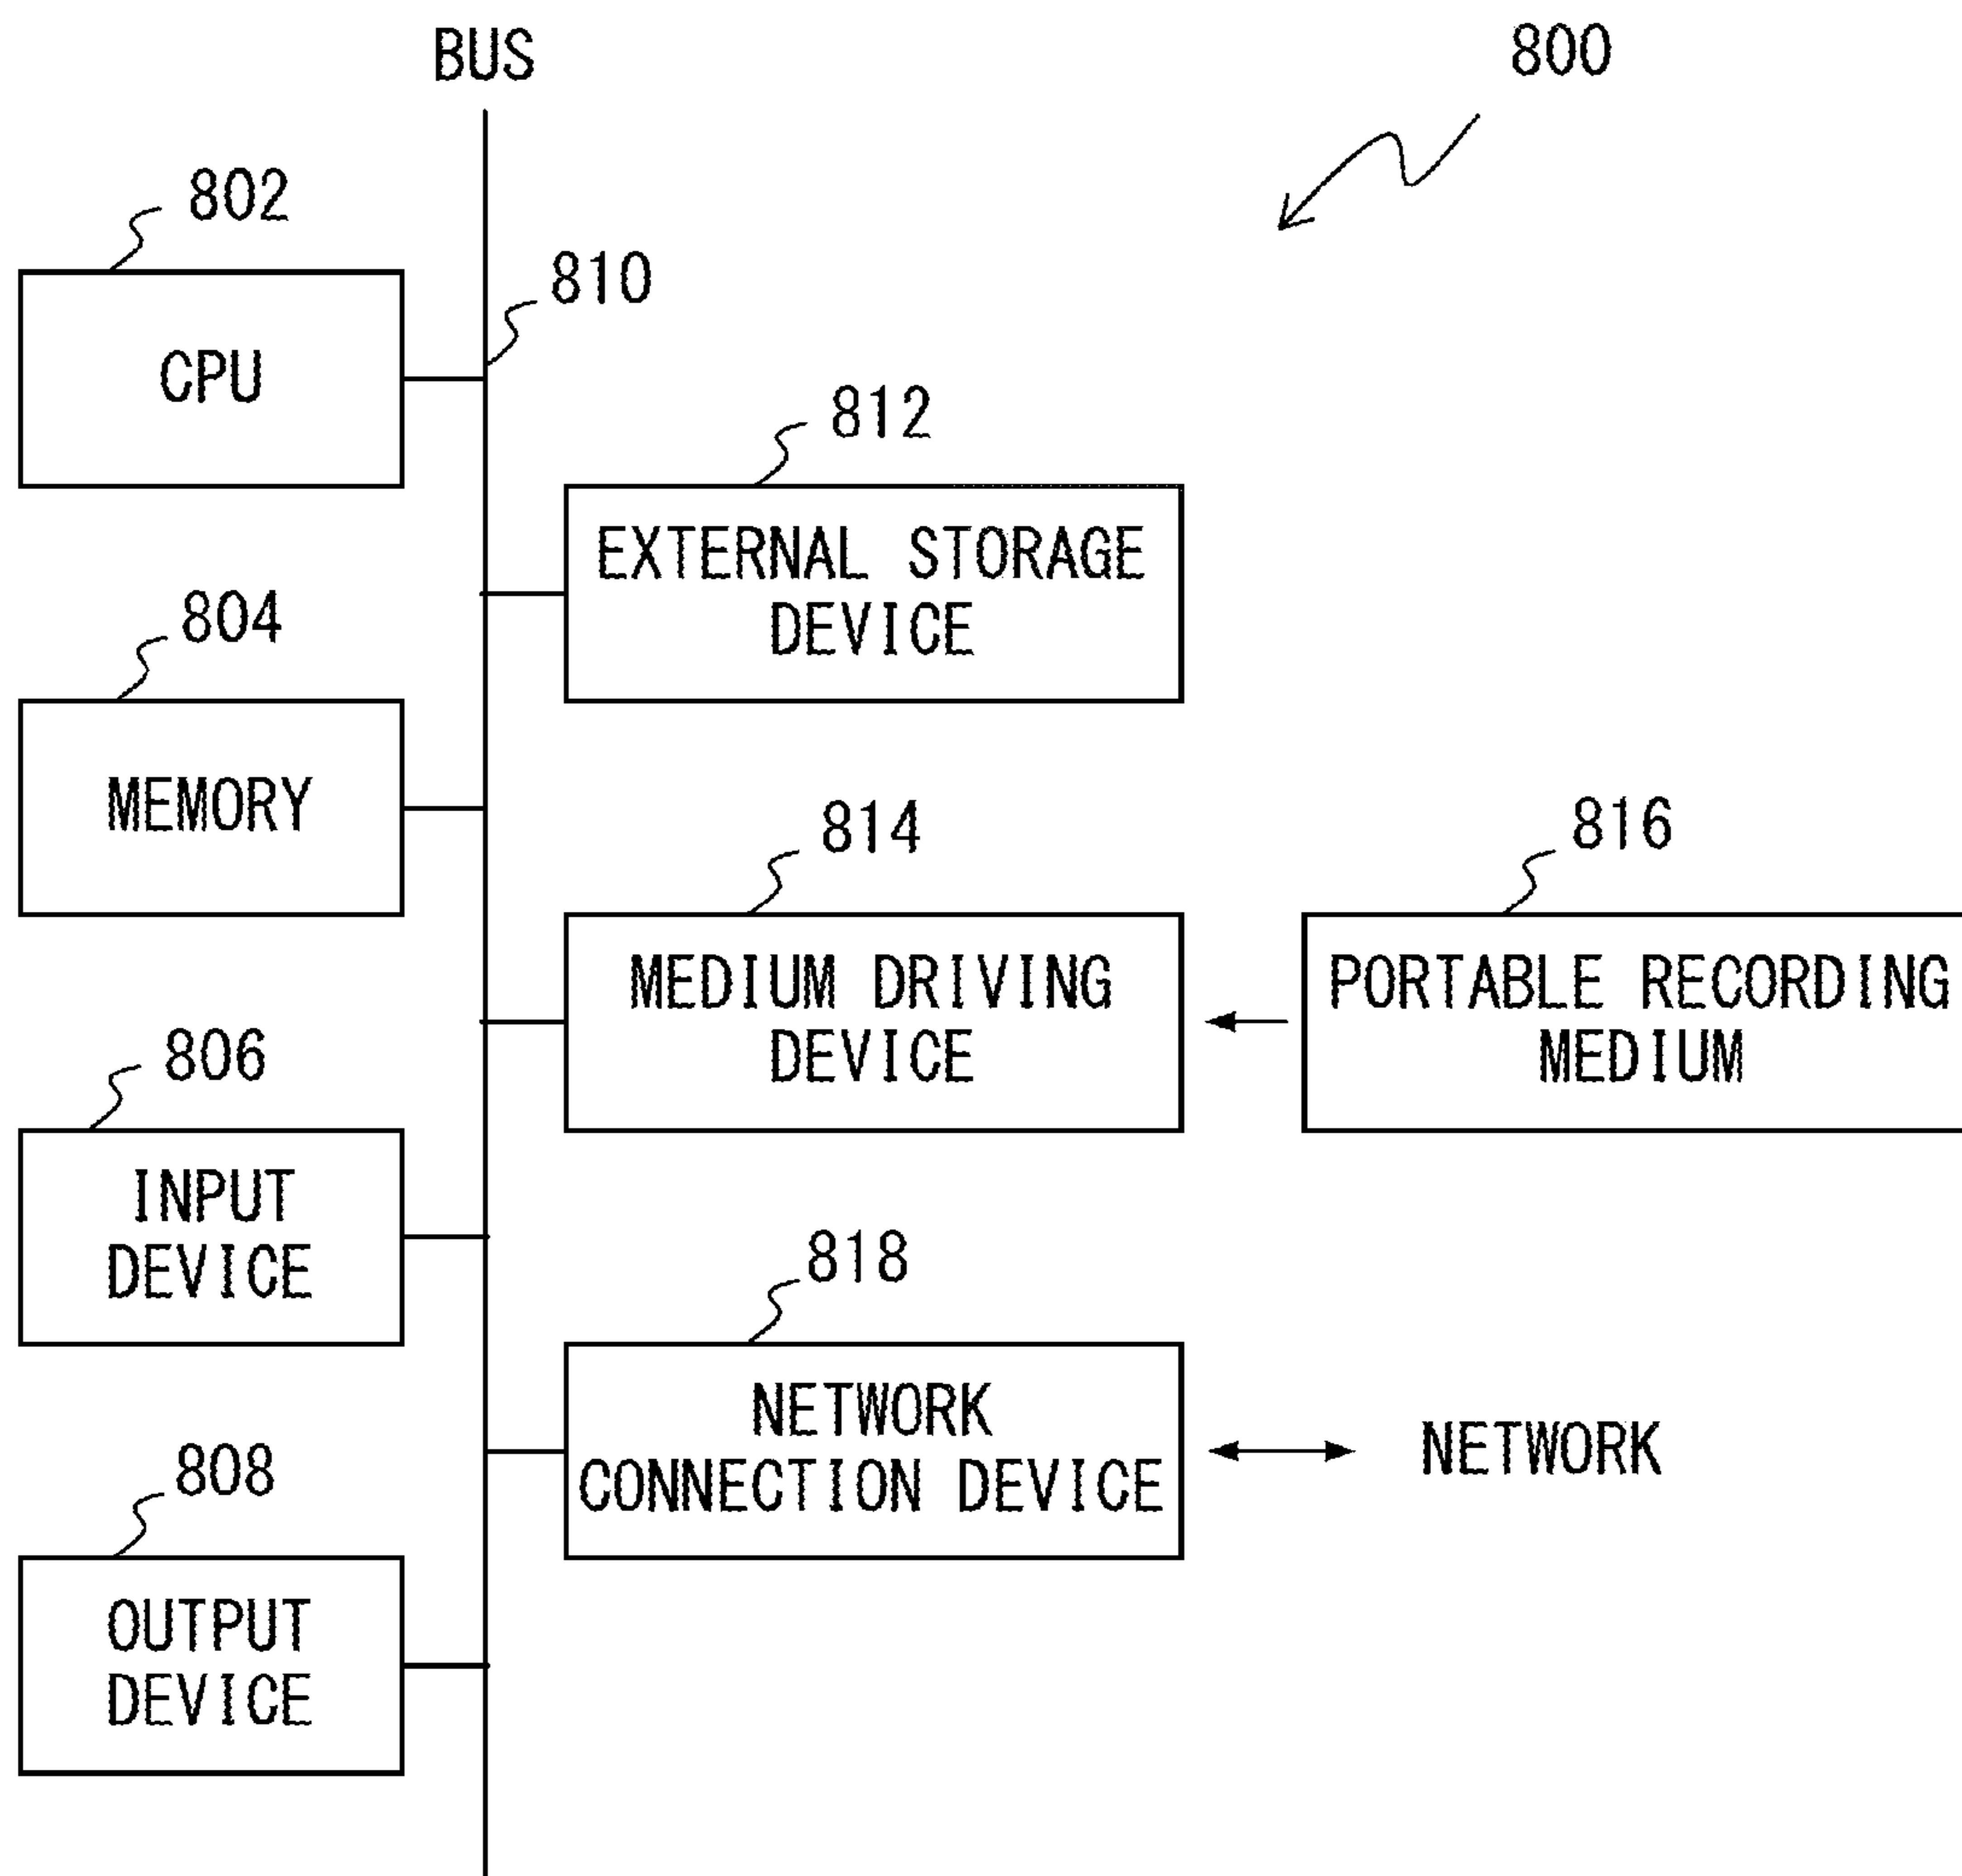 BUS
800
802
810
CPU
812
EXTERNAL STORAGE
DEVICE
804
MEMORY
814
816
MEDIUM DRIVING
DEVICE
PORTABLE RECORDING
MEDIUM
806
INPUT
DEVICE
818
NETWORK
CONNECTION DEVICE
NETWORK
808
OUTPUT
DEVICE